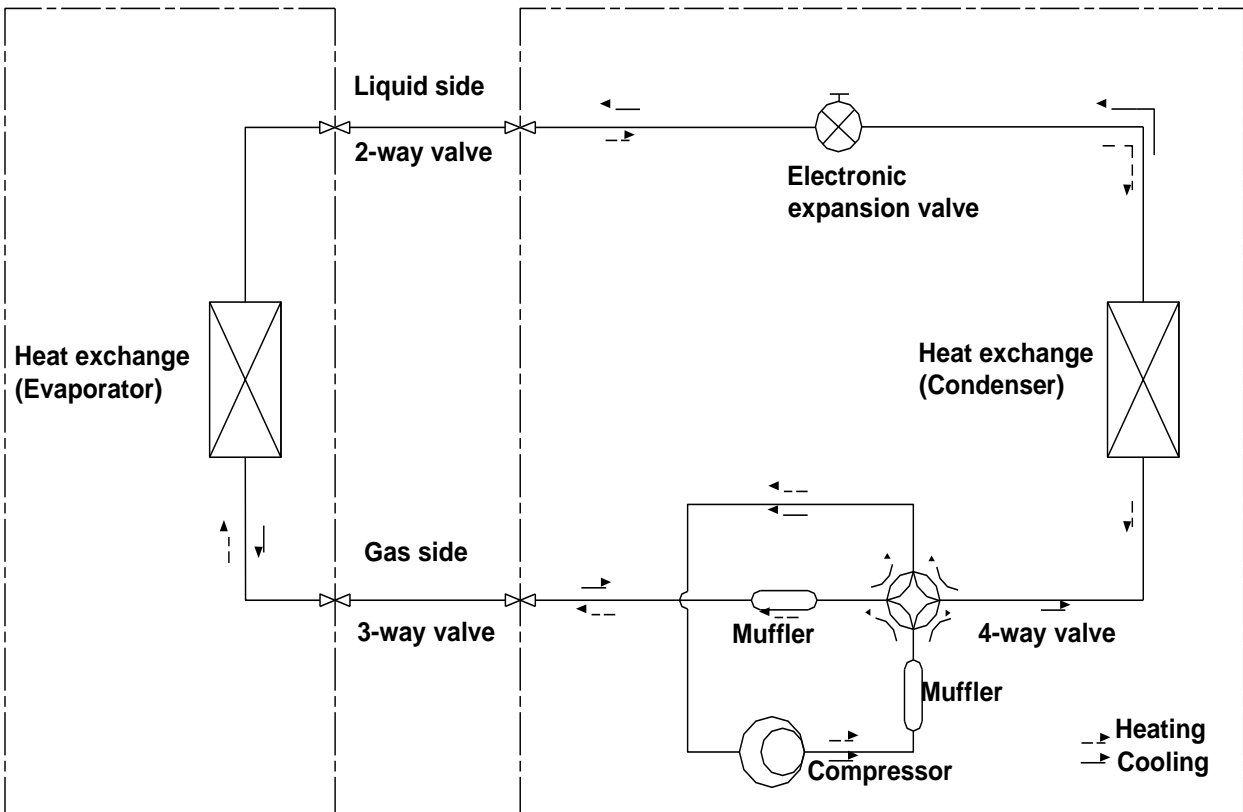 Liquid side
2-way valve
Electronic
expansion valve
Heat exchange
(Evaporator)
Heat exchange
(Condenser)
Gas side
3-way valve
Muffler
4-way valve
Muffler
Compressor
Heating
Cooling